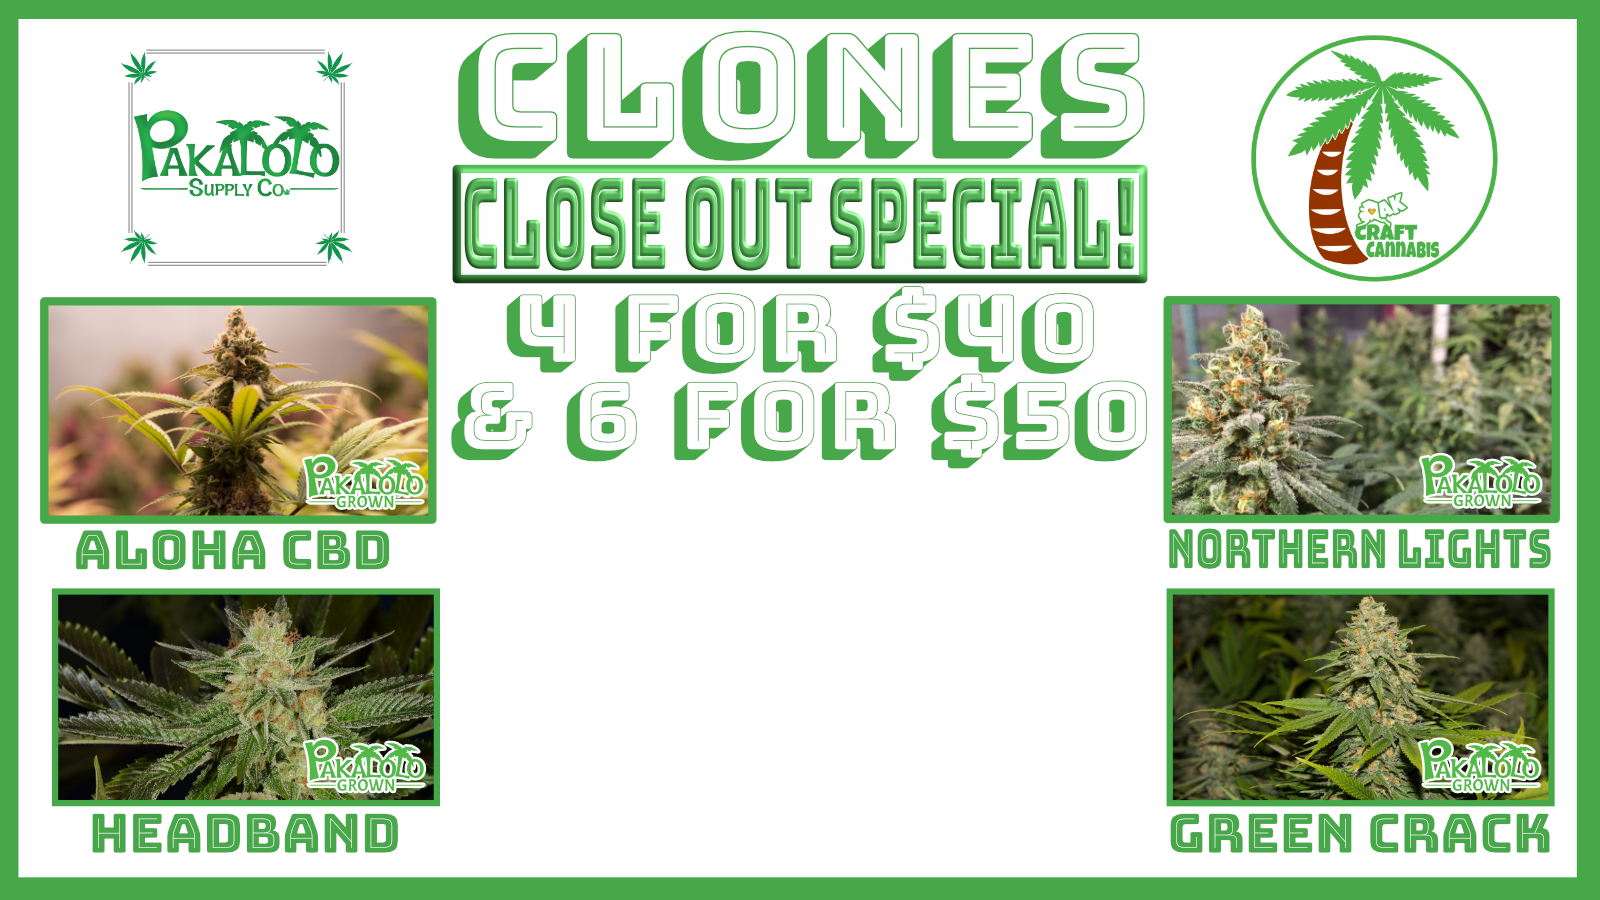 CLONES
CLOSE OUT SPECIAL!
4 FOR $40
& 6 FOR $50
PAKALOLO
SUPPLY CO.
SOAK
CRAFT
CANNABIS
PAKALOLO
GROWN
ALOHA CBD
PAKALOLO
GROWN
NORTHERN LIGHTS
PAKALOLO
GROWN
HEADBAND
PAKALOLO
GROWN
GREEN CRACK